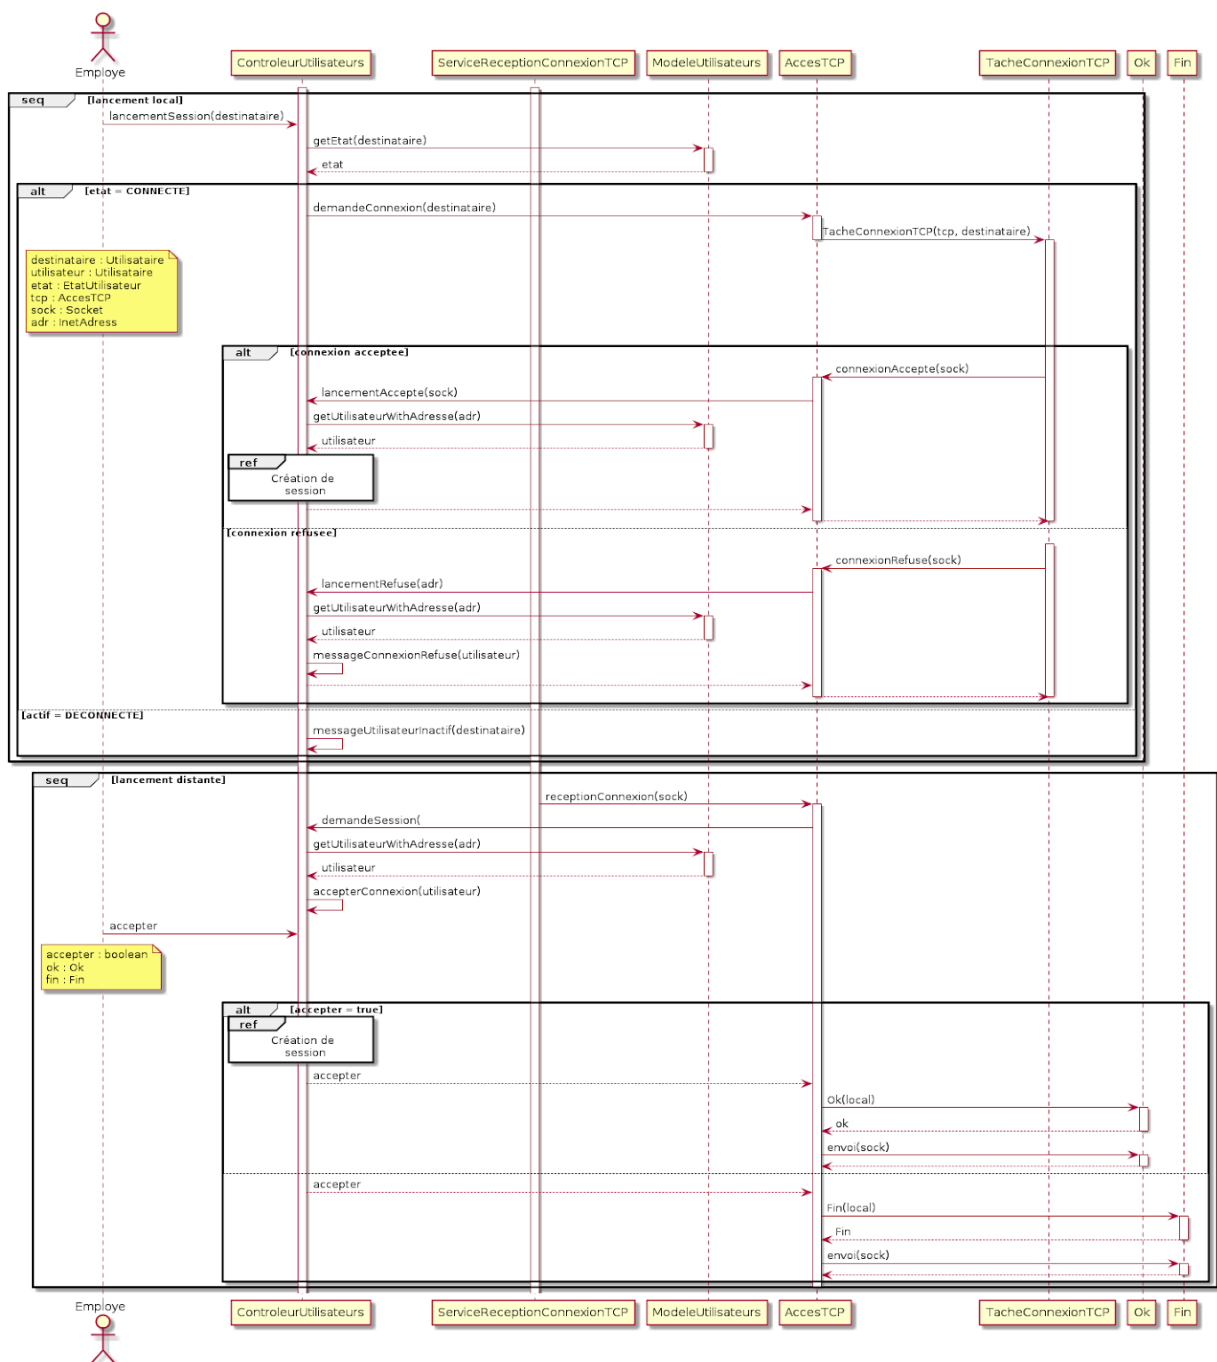 Employe
ControleurUtilisateurs
ServiceReceptionConnexionTCP
ModeleUtilisateurs
AccesTCP
TacheConnexionTCP
Ok
Fin
seq
[lancement local]
lancementSession(destinataire)
getEtat(destinataire)
etat
alt
[etat = CONNECTE]
demandeConnexion(destinataire)
TacheConnexionTCP(tcp, destinataire)
destinataire : Utilisataire
utilisateur : Utilisataire
etat : EtatUtilisateur
tcp : AccesTCP
sock : Socket
adr : InetAdress
alt
[connexion acceptee]
connexionAccepte(sock)
lancementAccepte(sock)
getUtilisateurWithAdresse(adr)
utilisateur
ref
Création de
session
[connexion refusee]
connexionRefuse(sock)
lancementRefuse(adr)
getUtilisateurWithAdresse(adr)
utilisateur
messageConnexionRefuse(utilisateur)
[actif = DECONNECTE]
messageUtilisateurInactif(destinataire)
seq
[lancement distante]
receptionConnexion(sock)
demandeSession(
getUtilisateurWithAdresse(adr)
utilisateur
accepterConnexion(utilisateur)
accepter
accepter : boolean
ok : Ok
fin : Fin
alt
[accepter = true]
ref
Création de
session
accepter
Ok(local)
ok
envoi(sock)
accepter
Fin(local)
Fin
envoi(sock)
Employe
ControleurUtilisateurs
ServiceReceptionConnexionTCP
ModeleUtilisateurs
AccesTCP
TacheConnexionTCP
Ok
Fin